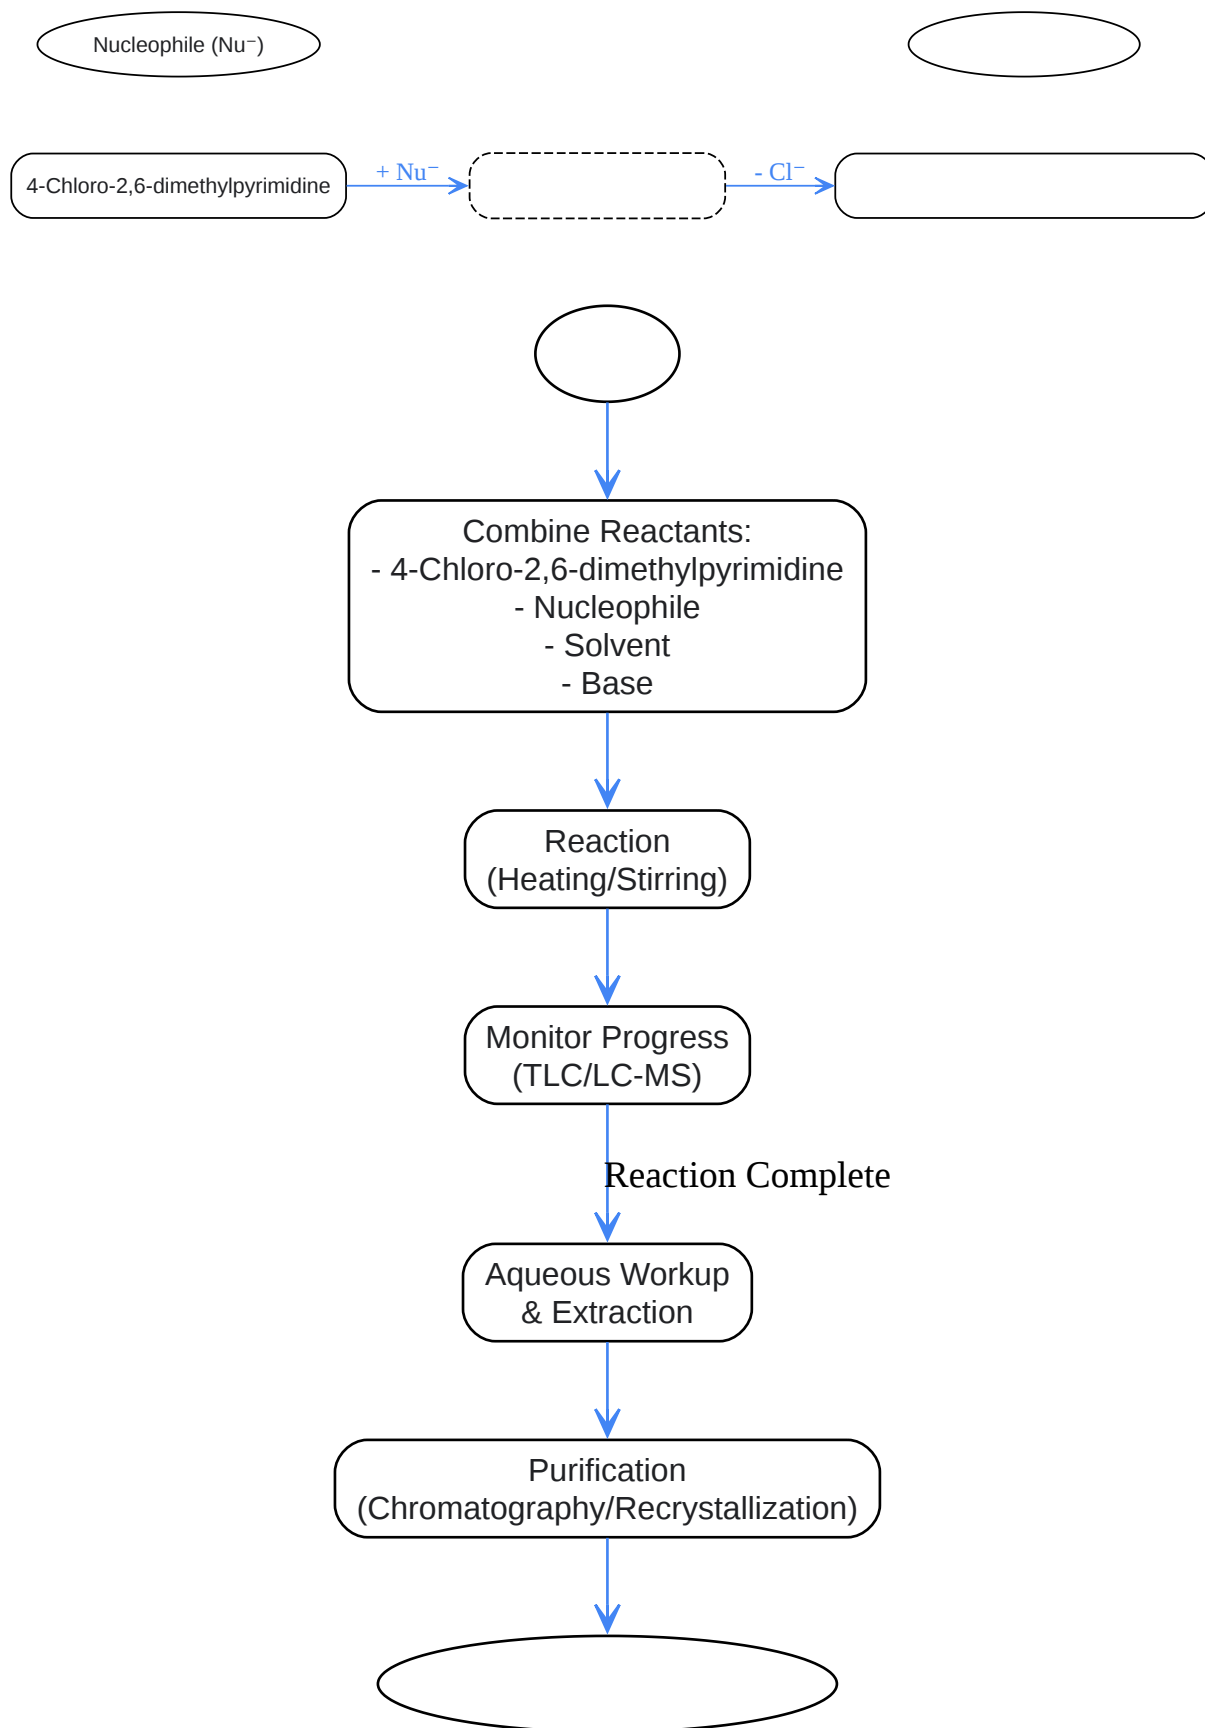 Nucleophile (Nu⁻)
4-Chloro-2,6-dimethylpyrimidine
+ Nu⁻
- Cl⁻
Combine Reactants:
- 4-Chloro-2,6-dimethylpyrimidine
- Nucleophile
- Solvent
- Base
Reaction
(Heating/Stirring)
Monitor Progress
(TLC/LC-MS)
Reaction Complete
Aqueous Workup
& Extraction
Purification
(Chromatography/Recrystallization)